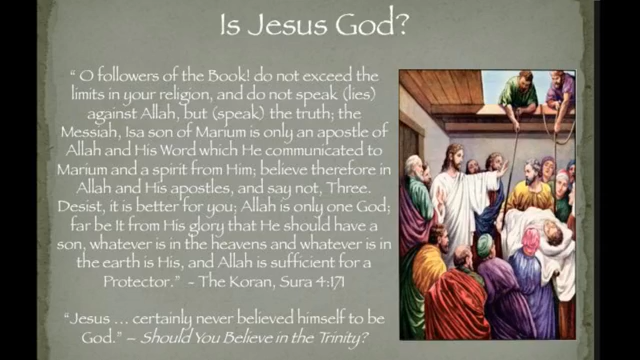 Is Jesus God?
“ O followers of the Book! do not exceed the
limits in your religion, and do not speak (lies)
against Allah, but (speak) the truth; the
Messiah, Isa son of Marium is only an apostle of
Allah and His Word which He communicated to
Marium and a spirit from Him; believe therefore in
Allah and His apostles, and say not, Three.
Desist, it is better for you; Allah is only one God;
far be It from His glory that He should have a
son, whatever is in the heavens and whatever is in
the earth is His, and Allah is sufficient for a
Protector.” - The Koran, Sura 4:171
“Jesus … certainly never believed himself to be
God.” – Should You Believe in the Trinity?